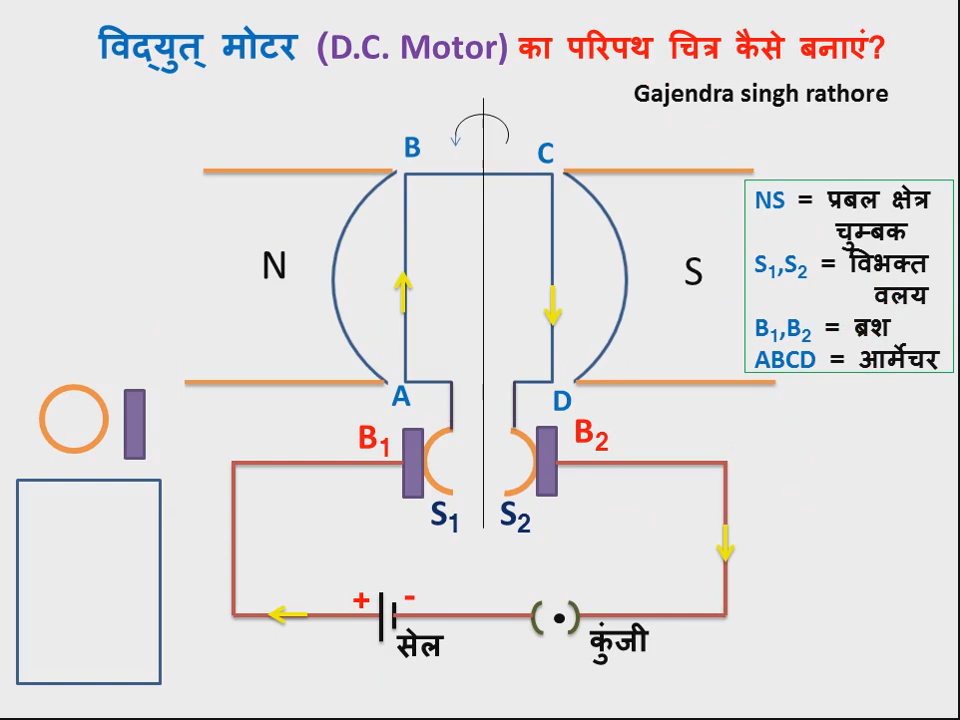 विद्युत् मोटर (D.C. Motor) का परिपथ चित्र कैसे बनाएं?
Gajendra singh rathore
B
C
NS = प्रबल क्षेत्र
चुम्बक
S₁,S₂ = विभक्त
वलय
B₁,B₂ = ब्रश
ABCD = आर्मेचर
N
S
A
D
B₁
B₂
S₁
S₂
+
-
सेल
कुंजी